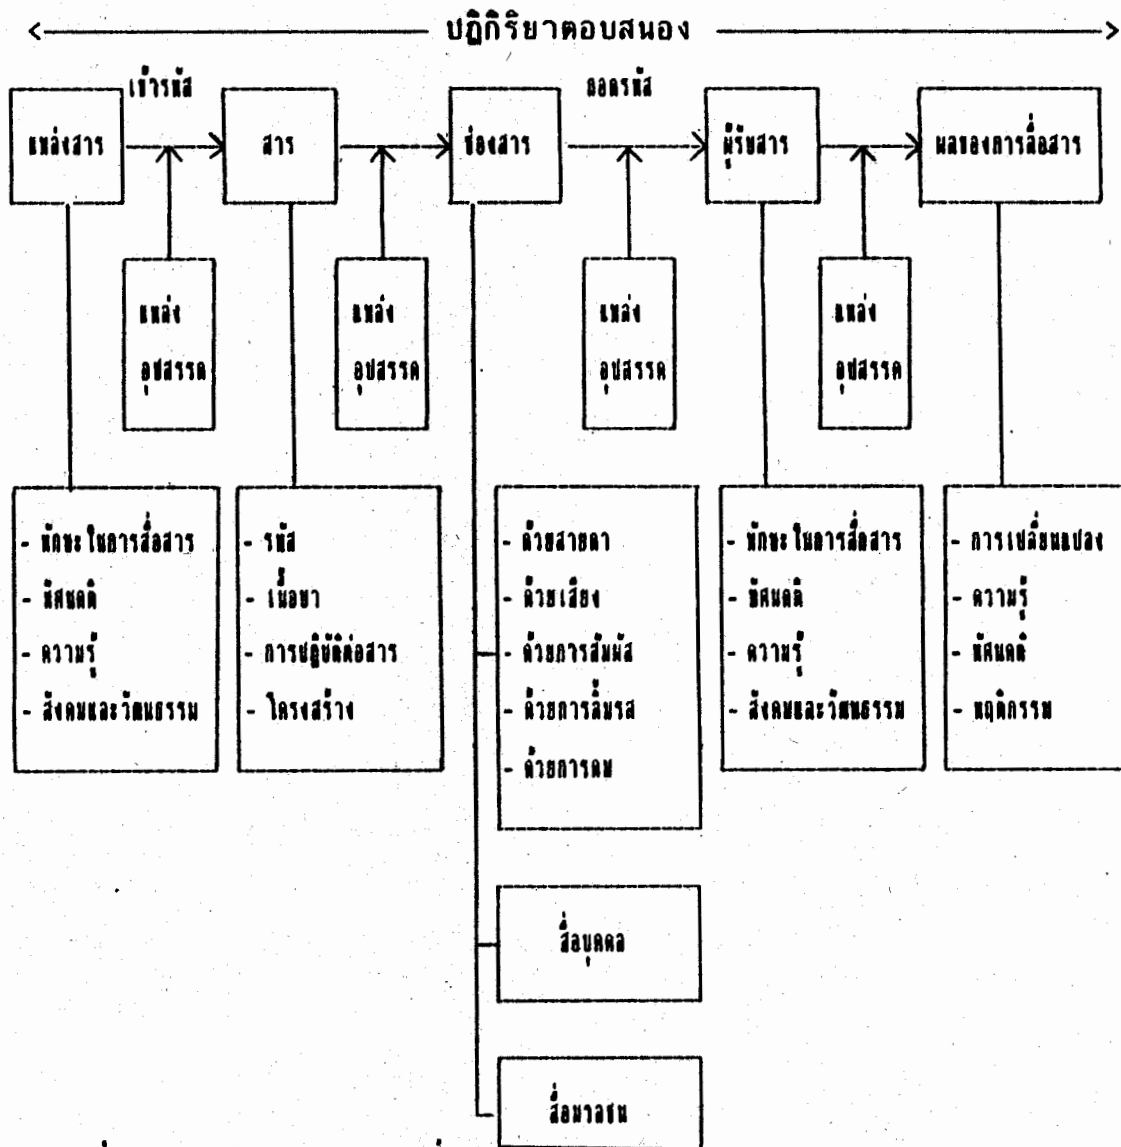 ปฏิกิริยาตอบสนอง
เข้ารหัส
ถอดรหัส
แหล่งสาร
สาร
ช่องสาร
ผู้รับสาร
ผลของการสื่อสาร
แหล่ง
อุปสรรค
แหล่ง
อุปสรรค
แหล่ง
อุปสรรค
แหล่ง
อุปสรรค
- ทักษะในการสื่อสาร
- ทัศนคติ
- ความรู้
- สังคมและวัฒนธรรม
- รหัส
- เนื้อหา
- การปฏิบัติต่อสาร
- โครงสร้าง
- ด้วยสายตา
- ด้วยเสียง
- ด้วยการสัมผัส
- ด้วยการลิ้มรส
- ด้วยการดม
- ทักษะในการสื่อสาร
- ทัศนคติ
- ความรู้
- สังคมและวัฒนธรรม
- การเปลี่ยนแปลง
- ความรู้
- ทัศนคติ
- พฤติกรรม
สื่อบุคคล
สื่อมวลชน